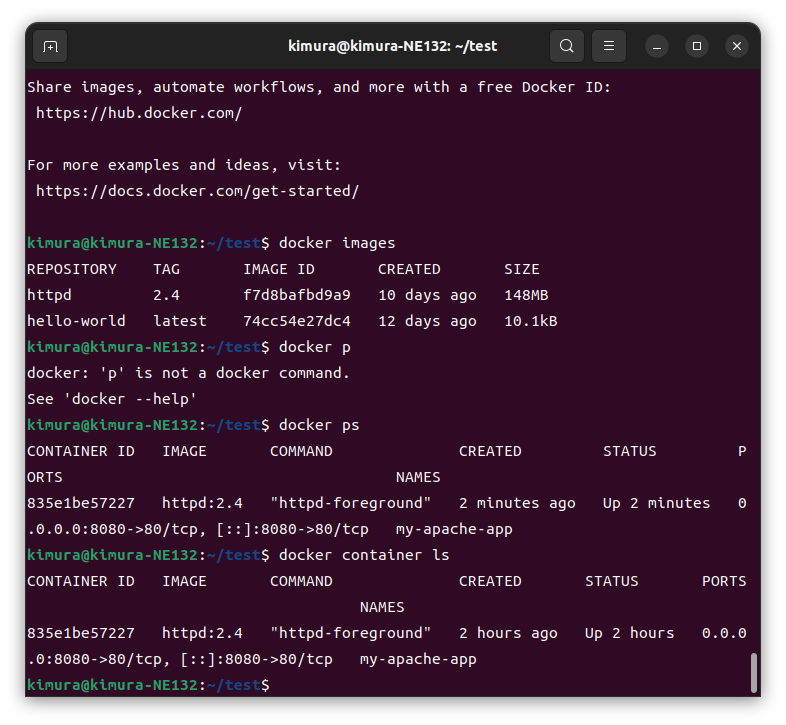 kimura@kimura-NE132: ~/test
Share images, automate workflows, and more with a free Docker ID:
 https://hub.docker.com/
For more examples and ideas, visit:
 https://docs.docker.com/get-started/
kimura@kimura-NE132:~/test$ docker images
REPOSITORY    TAG       IMAGE ID       CREATED       SIZE
httpd         2.4       f7d8bafbd9a9   10 days ago   148MB
hello-world   latest    74cc54e27dc4   12 days ago   10.1kB
kimura@kimura-NE132:~/test$ docker p
docker: 'p' is not a docker command.
See 'docker --help'
kimura@kimura-NE132:~/test$ docker ps
CONTAINER ID   IMAGE       COMMAND              CREATED         STATUS         P
ORTS                                     NAMES
835e1be57227   httpd:2.4   "httpd-foreground"   2 minutes ago   Up 2 minutes   0
.0.0.0:8080->80/tcp, [::]:8080->80/tcp   my-apache-app
kimura@kimura-NE132:~/test$ docker container ls
CONTAINER ID   IMAGE       COMMAND              CREATED       STATUS       PORTS
                                     NAMES
835e1be57227   httpd:2.4   "httpd-foreground"   2 hours ago   Up 2 hours   0.0.0
.0:8080->80/tcp, [::]:8080->80/tcp   my-apache-app
kimura@kimura-NE132:~/test$